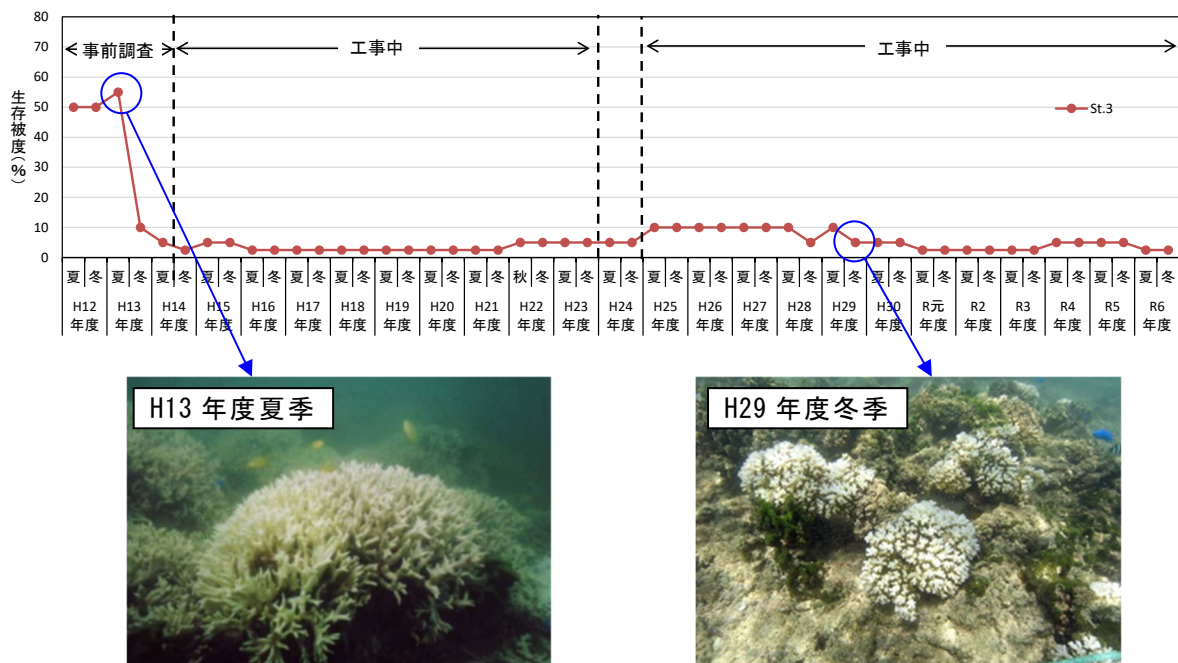 80
70
60
50
40
30
20
10
0
生存被度(%)
事前調査
工事中
工事中
St.3
夏 冬 夏 冬 夏 冬 夏 冬 夏 冬 夏 冬 夏 冬 夏 冬 夏 冬 夏 冬 秋 冬 夏 冬 夏 冬 夏 冬 夏 冬 夏 冬 夏 冬 夏 冬 夏 冬 夏 冬 夏 冬 夏 冬 夏 冬 夏 冬 夏 冬
H12 H13 H14 H15 H16 H17 H18 H19 H20 H21 H22 H23 H24 H25 H26 H27 H28 H29 H30 R元 R2 R3 R4 R5 R6
年度 年度 年度 年度 年度 年度 年度 年度 年度 年度 年度 年度 年度 年度 年度 年度 年度 年度 年度 年度 年度 年度 年度 年度 年度
H13 年度夏季
H29 年度冬季